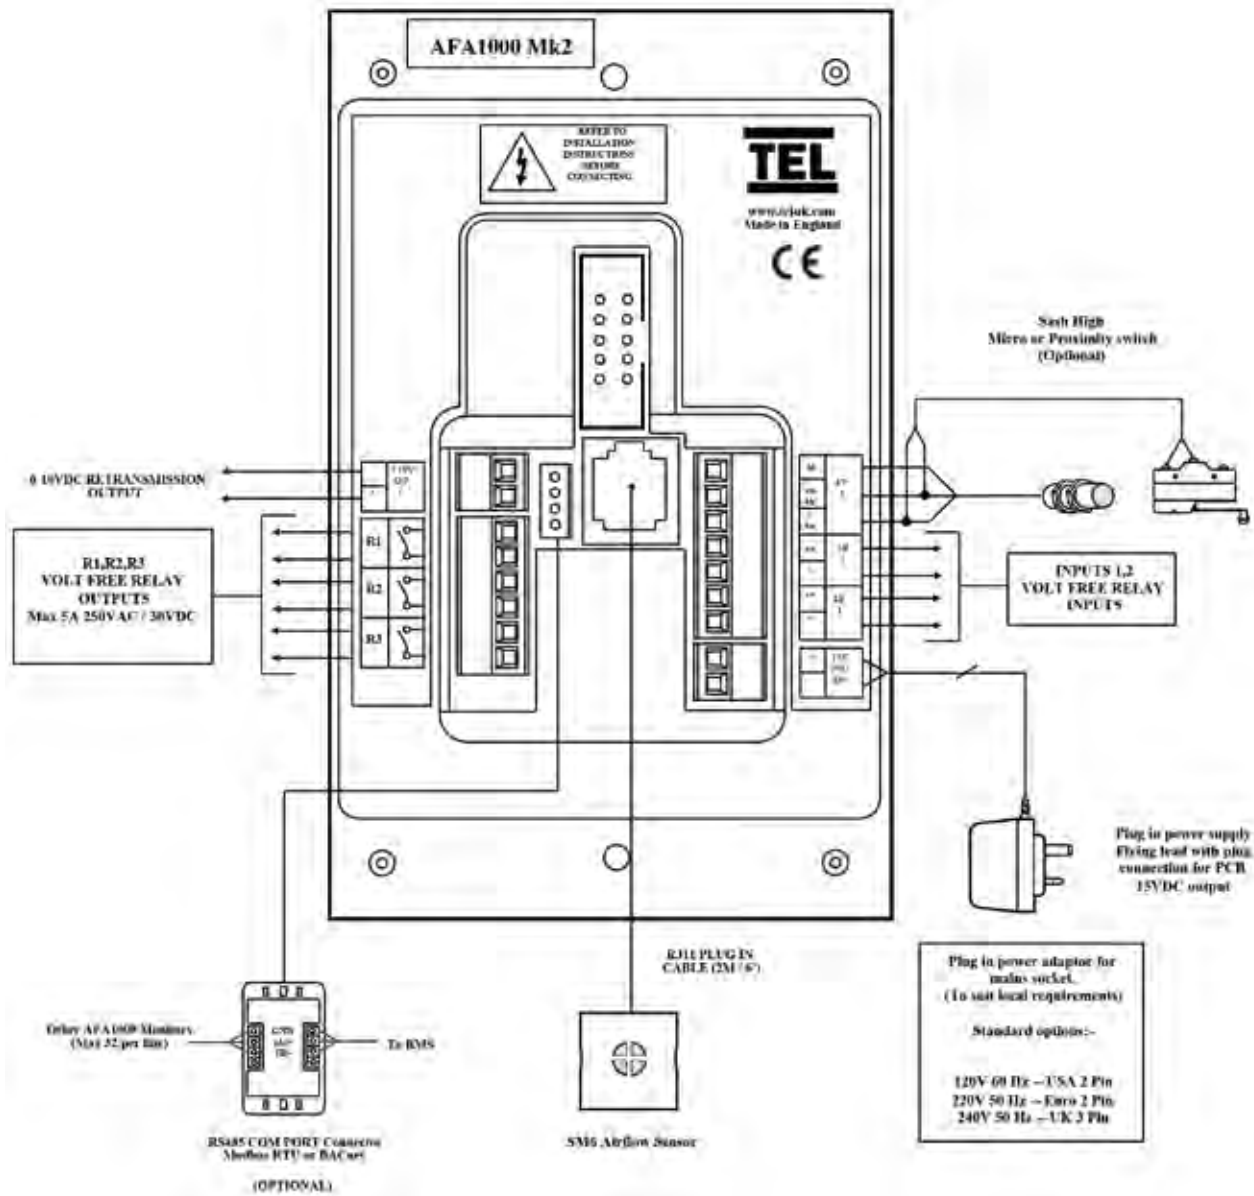 AFA1000 Mk2
REFER TO
INSTALLATION
INSTRUCTIONS
BEFORE
CONNECTING
TEL
www.teluk.com
Made in England
CE
Sash High
Micro or Proximity switch
(Optional)
0-10VDC RETRANSMISSION
OUTPUT
R1
R2
R3
R1,R2,R3
VOLT FREE RELAY
OUTPUTS
Max 5A 250VAC / 30VDC
INPUTS 1,2
VOLT FREE RELAY
INPUTS
Plug in power supply
Flying lead with plug
connection for PCB
15VDC output
RJ11 PLUG IN
CABLE (2M / 6')
Plug in power adaptor for
mains socket.
(To suit local requirements)
Standard options:-
120V 60 Hz – USA 2 Pin
220V 50 Hz – Euro 2 Pin
240V 50 Hz – UK 3 Pin
Other AFA1000 Monitors
(Max 32 per line)
To BMS
RS485 COM PORT Connector
Modbus RTU or BACnet
(OPTIONAL)
SM6 Airflow Sensor